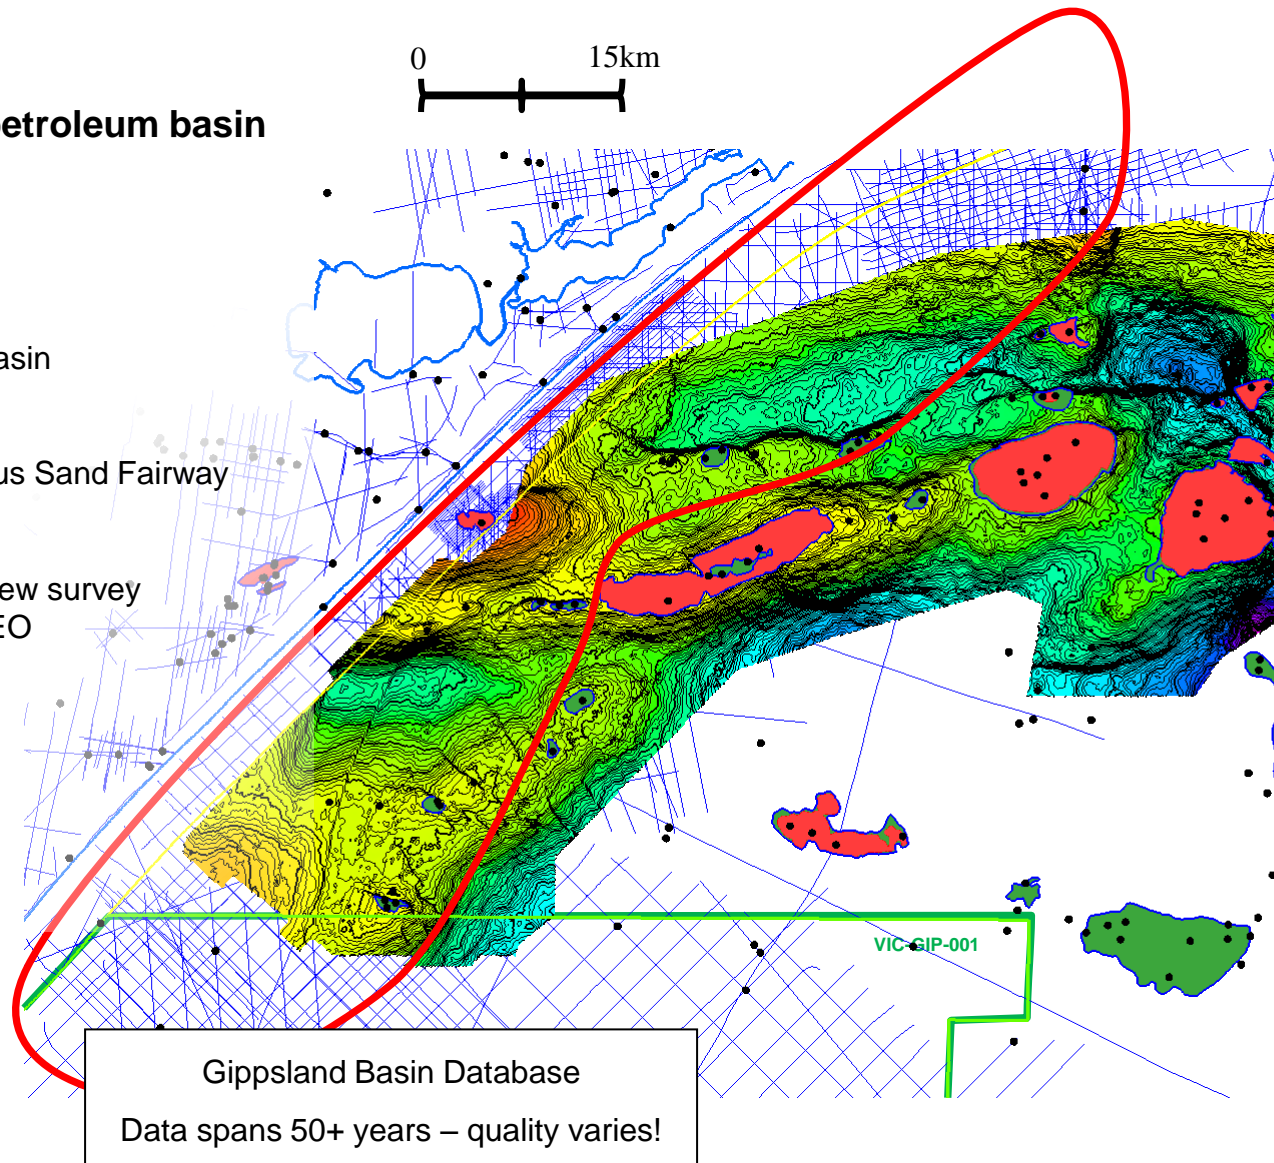 0 15km
petroleum basin
asin
us Sand Fairway
ew survey
EO
VIC-GIP-001
Gippsland Basin Database
Data spans 50+ years – quality varies!